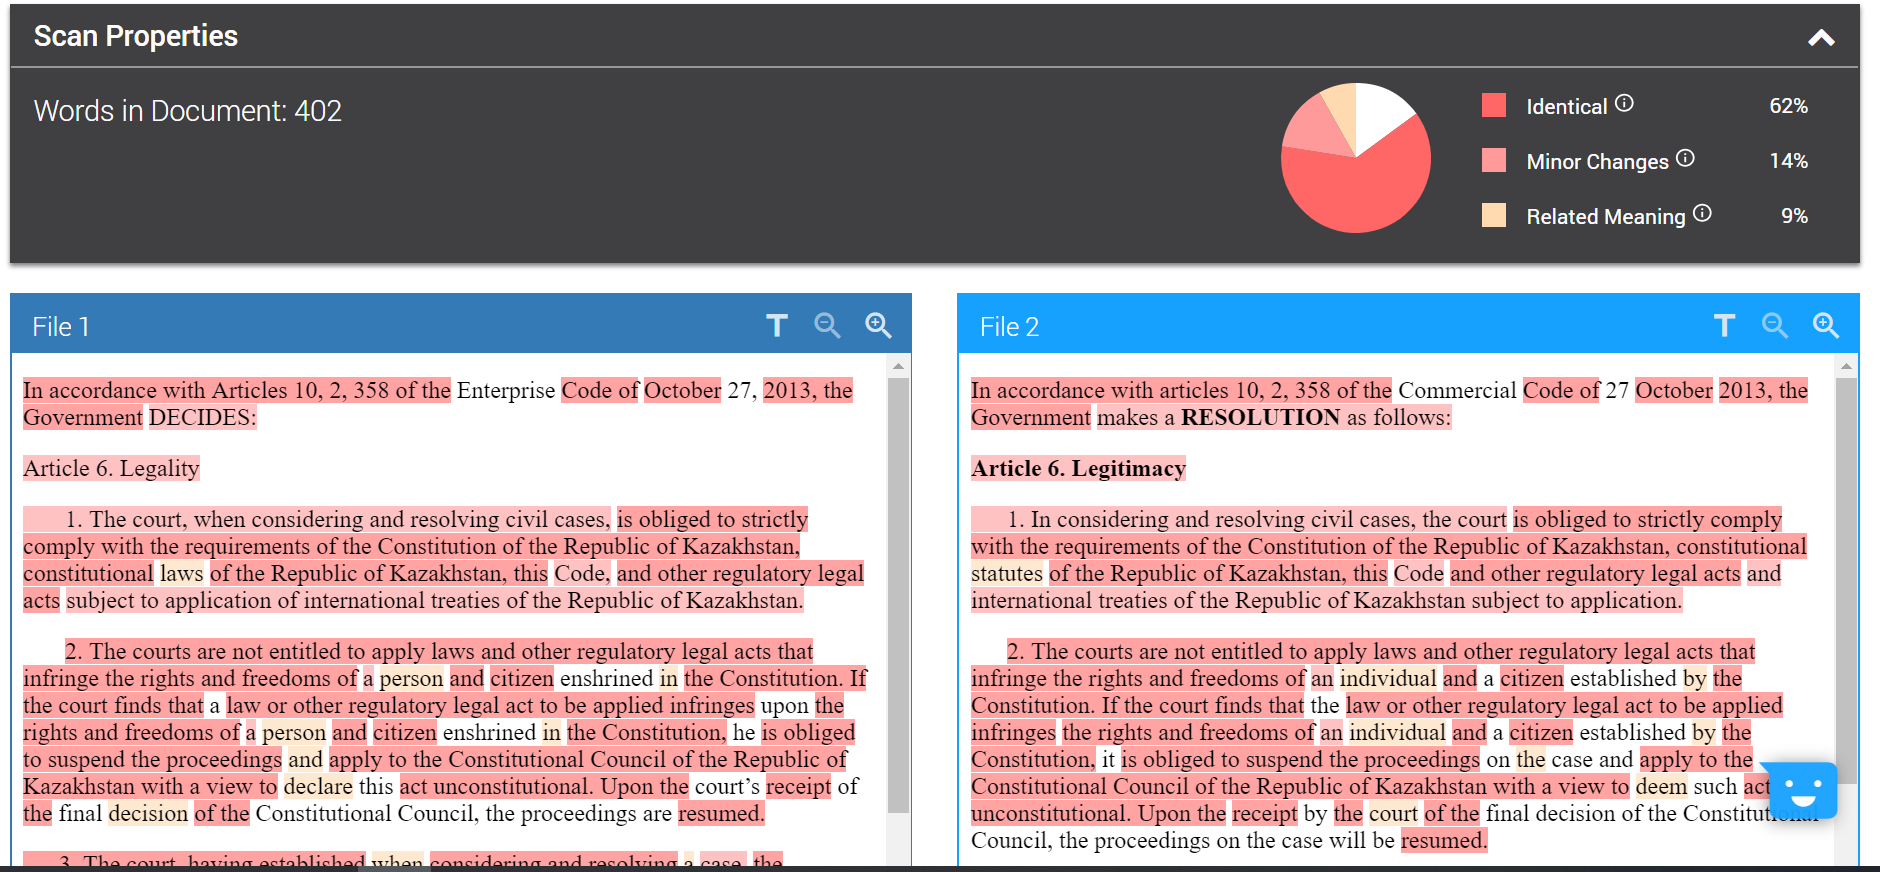 Scan Properties
Words in Document: 402
Identical 62%
Minor Changes 14%
Related Meaning 9%
File 1
In accordance with Articles 10, 2, 358 of the Enterprise Code of October 27, 2013, the
Government DECIDES:
Article 6. Legality
1. The court, when considering and resolving civil cases, is obliged to strictly
comply with the requirements of the Constitution of the Republic of Kazakhstan,
constitutional laws of the Republic of Kazakhstan, this Code, and other regulatory legal
acts subject to application of international treaties of the Republic of Kazakhstan.
2. The courts are not entitled to apply laws and other regulatory legal acts that
infringe the rights and freedoms of a person and citizen enshrined in the Constitution. If
the court finds that a law or other regulatory legal act to be applied infringes upon the
rights and freedoms of a person and citizen enshrined in the Constitution, he is obliged
to suspend the proceedings and apply to the Constitutional Council of the Republic of
Kazakhstan with a view to declare this act unconstitutional. Upon the court's receipt of
the final decision of the Constitutional Council, the proceedings are resumed.
3. The court, having established when considering and resolving a case, the
File 2
In accordance with articles 10, 2, 358 of the Commercial Code of 27 October 2013, the
Government makes a RESOLUTION as follows:
Article 6. Legitimacy
1. In considering and resolving civil cases, the court is obliged to strictly comply
with the requirements of the Constitution of the Republic of Kazakhstan, constitutional
statutes of the Republic of Kazakhstan, this Code and other regulatory legal acts and
international treaties of the Republic of Kazakhstan subject to application.
2. The courts are not entitled to apply laws and other regulatory legal acts that
infringe the rights and freedoms of an individual and a citizen established by the
Constitution. If the court finds that the law or other regulatory legal act to be applied
infringes the rights and freedoms of an individual and a citizen established by the
Constitution, it is obliged to suspend the proceedings on the case and apply to the
Constitutional Council of the Republic of Kazakhstan with a view to deem such act
unconstitutional. Upon the receipt by the court of the final decision of the Constitutional
Council, the proceedings on the case will be resumed.